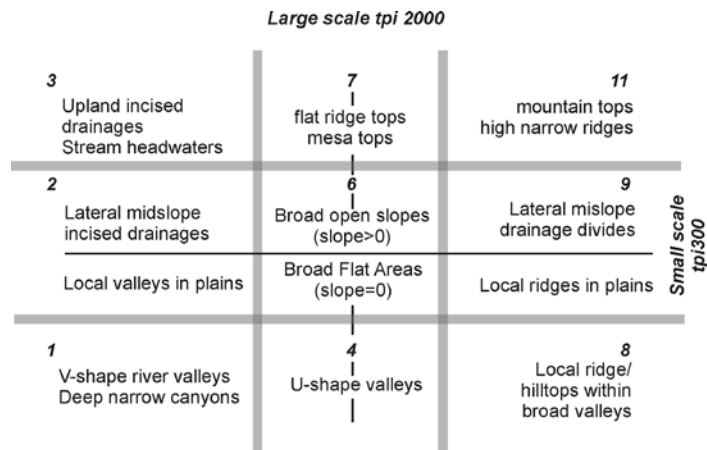 Large scale tpi 2000
3
7
11
Upland incised
drainages
Stream headwaters
flat ridge tops
mesa tops
mountain tops
high narrow ridges
2
6
9
Lateral midslope
incised drainages
Broad open slopes
(slope>0)
Lateral mislope
drainage divides
Small scale
tpi300
Local valleys in plains
Broad Flat Areas
(slope=0)
Local ridges in plains
1
4
8
V-shape river valleys
Deep narrow canyons
U-shape valleys
Local ridge/
hilltops within
broad valleys